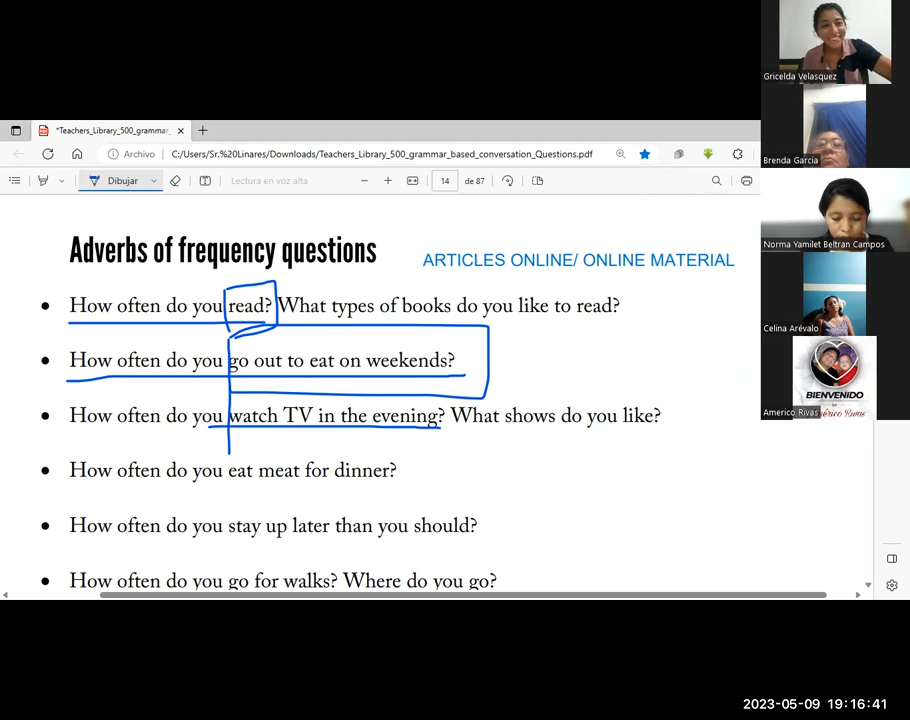 *Teachers_Library_500_grammar_
Archivo
C:/Users/Sr.%20Linares/Downloads/Teachers_Library_500_grammar_based_conversation_Questions.pdf
Dibujar
Lectura en voz alta
14
de 87
Adverbs of frequency questions
ARTICLES ONLINE/ ONLINE MATERIAL
• How often do you read? What types of books do you like to read?
• How often do you go out to eat on weekends?
• How often do you watch TV in the evening? What shows do you like?
• How often do you eat meat for dinner?
• How often do you stay up later than you should?
• How often do you go for walks? Where do you go?
Gricelda Velasquez
Brenda Garcia
Norma Yamilet Beltran Campos
Celina Arévalo
BIENVENIDO
Americo Rivas
Américo Rivas
2023-05-09 19:16:41